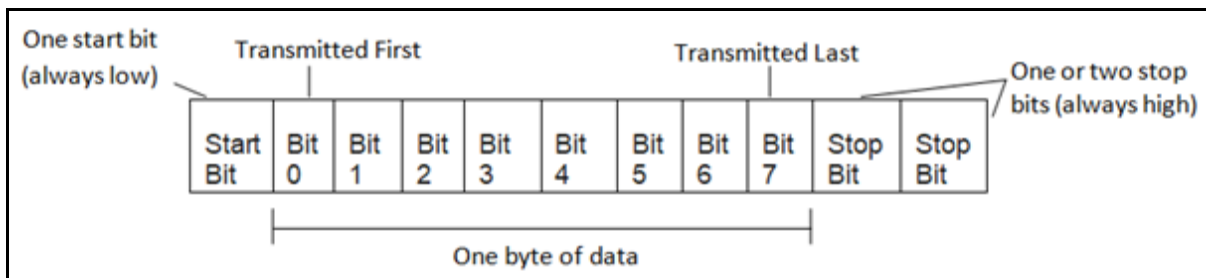 One start bit
(always low)
Transmitted First
Transmitted Last
One or two stop
bits (always high)
Start Bit Bit Bit Bit Bit Bit Bit Bit Stop Stop
Bit 0 1 2 3 4 5 6 7 Bit Bit
One byte of data